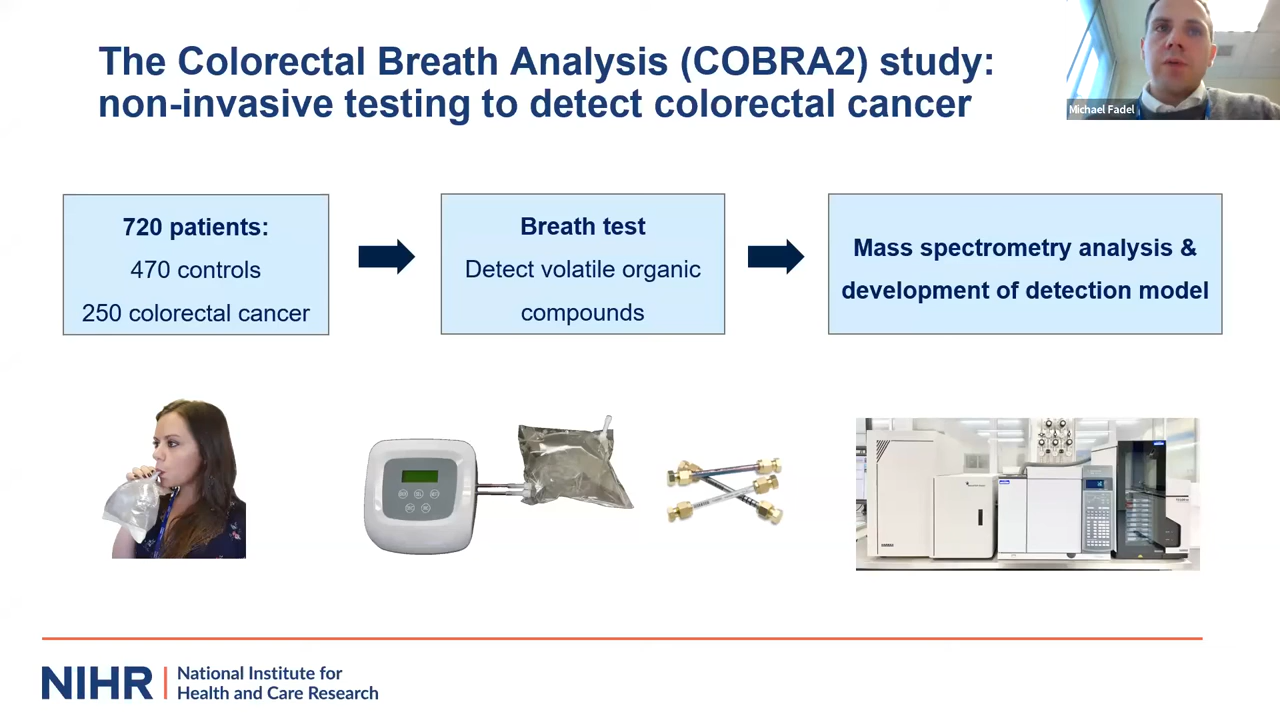 The Colorectal Breath Analysis (COBRA2) study:
non-invasive testing to detect colorectal cancer
Michael Fadel
720 patients:
470 controls
250 colorectal cancer
Breath test
Detect volatile organic
compounds
Mass spectrometry analysis &
development of detection model
NIHR
National Institute for
Health and Care Research